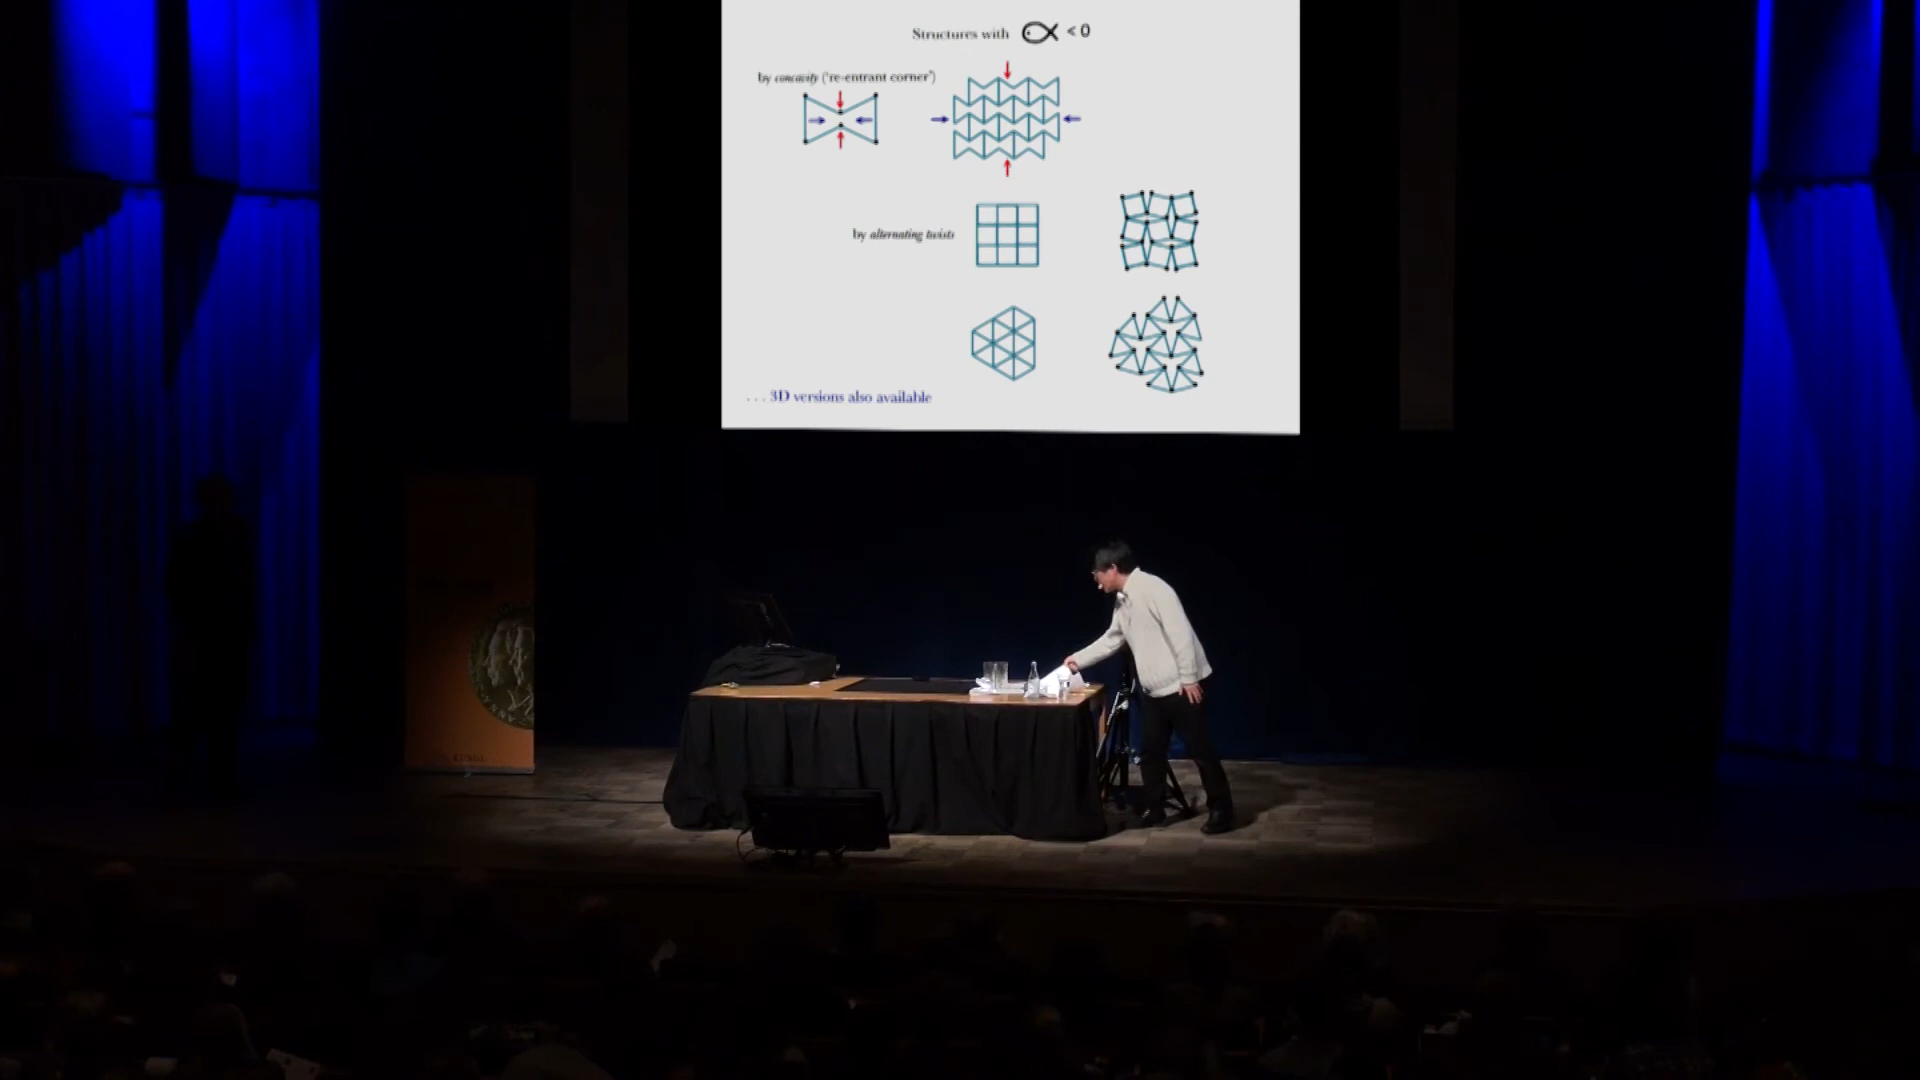 Structures with < 0
by concavity ('re-entrant corner')
by alternating twists
. . . 3D versions also available